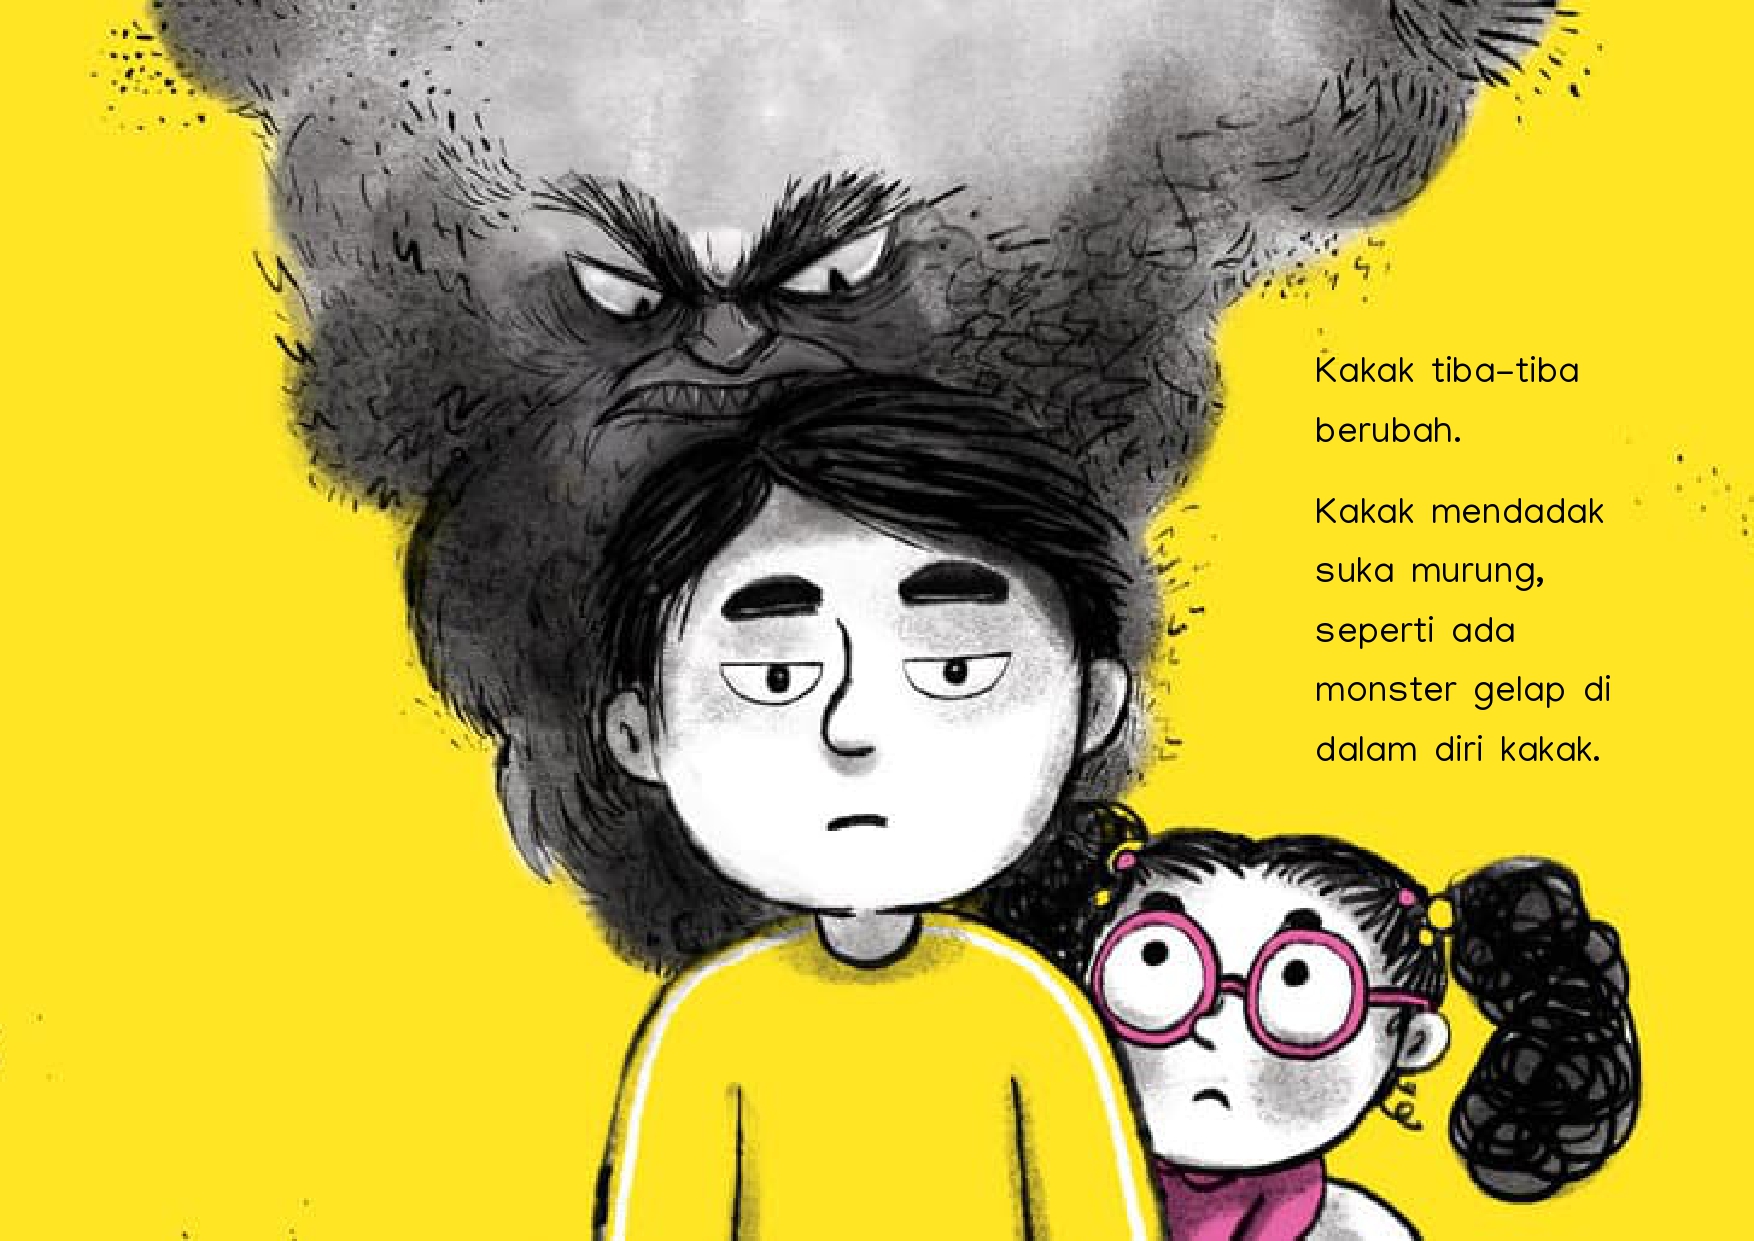 Kakak tiba-tiba
berubah.
Kakak mendadak
suka murung,
seperti ada
monster gelap di
dalam diri kakak.